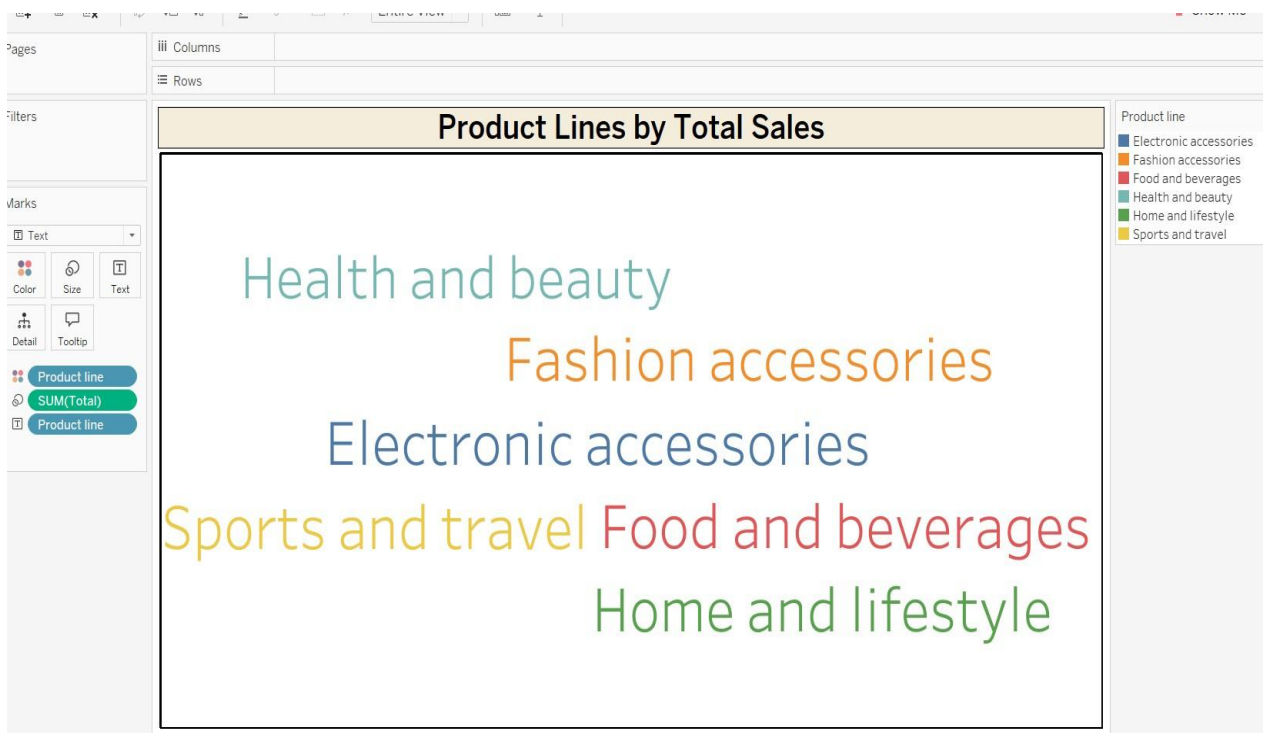 Pages
iii Columns
Rows
Filters
Product Lines by Total Sales
Product line
Electronic accessories
Fashion accessories
Food and beverages
Health and beauty
Home and lifestyle
Sports and travel
Marks
Text
Color Size Text
Detail Tooltip
Product line
SUM(Total)
Product line
Health and beauty
Fashion accessories
Electronic accessories
Sports and travel Food and beverages
Home and lifestyle